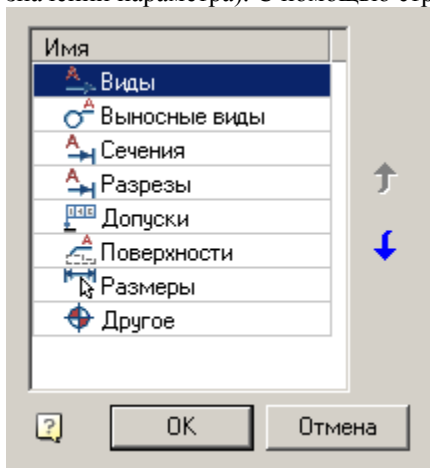 Имя
Виды
Выносные виды
Сечения
Разрезы
Допуски
Поверхности
Размеры
Другое
? OK Отмена